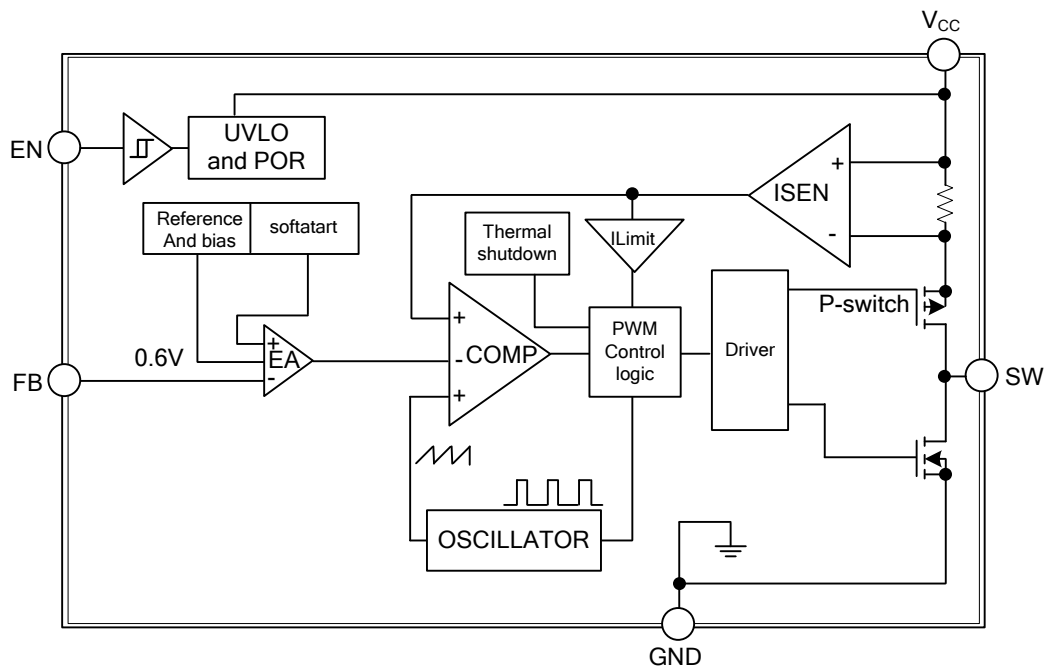 VCC
EN
UVLO
and POR
+
ISEN
-
Reference
And bias
softatart
Thermal
shutdown
ILimit
P-switch
+
-
COMP
+
PWM
Control
logic
Driver
0.6V
+
EA
-
FB
SW
OSCILLATOR
GND